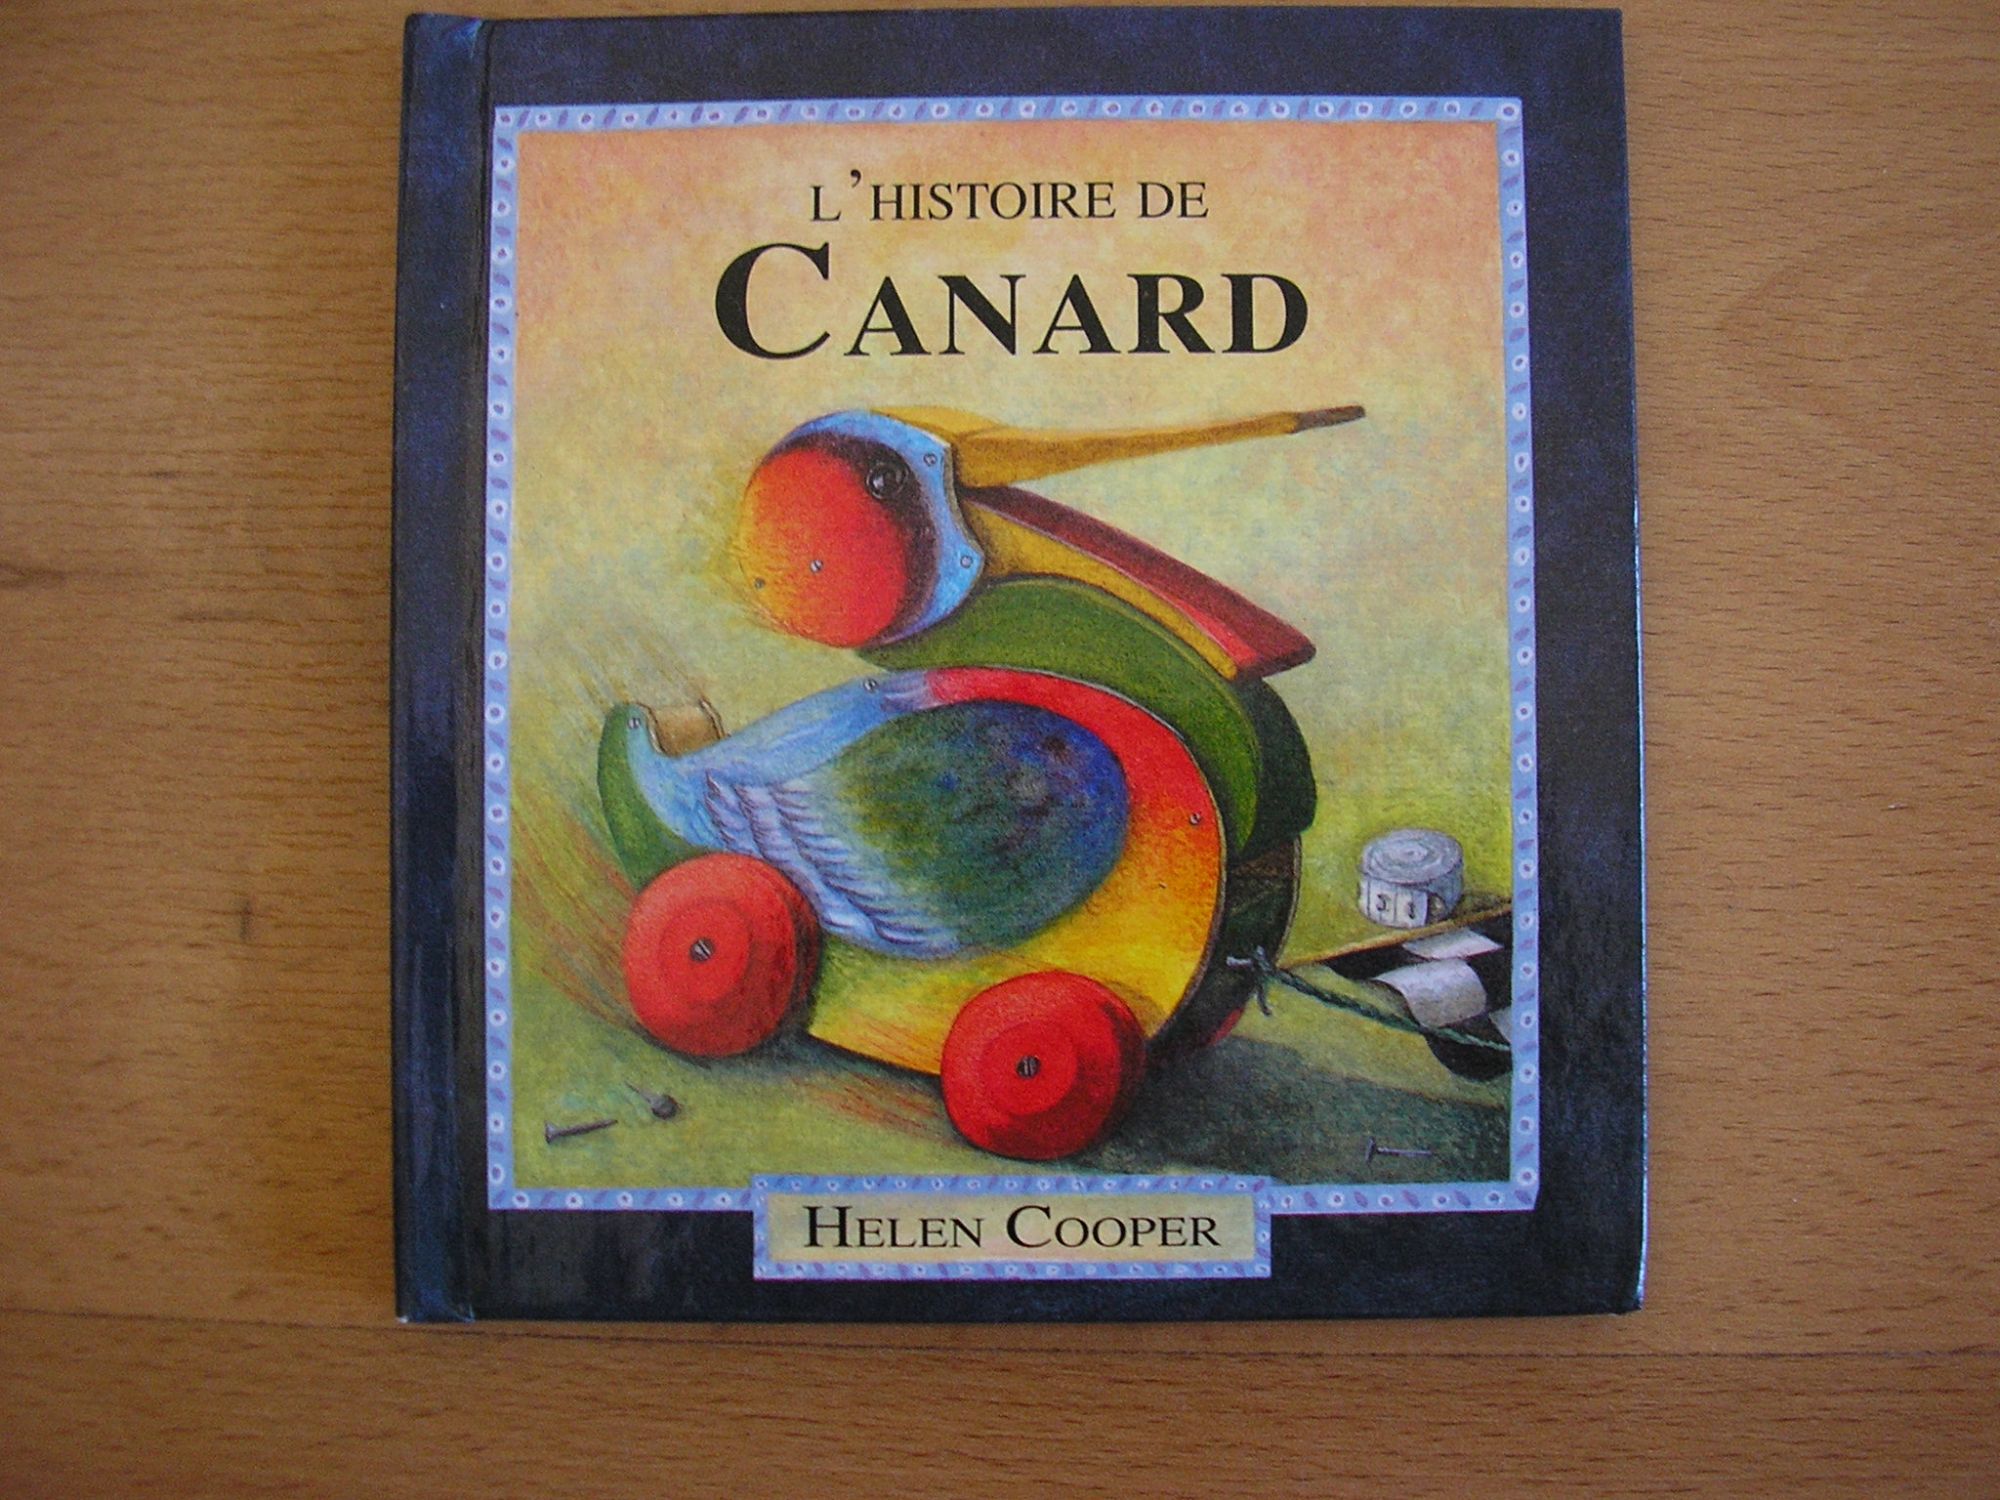 L'HISTOIRE DE
CANARD
HELEN COOPER